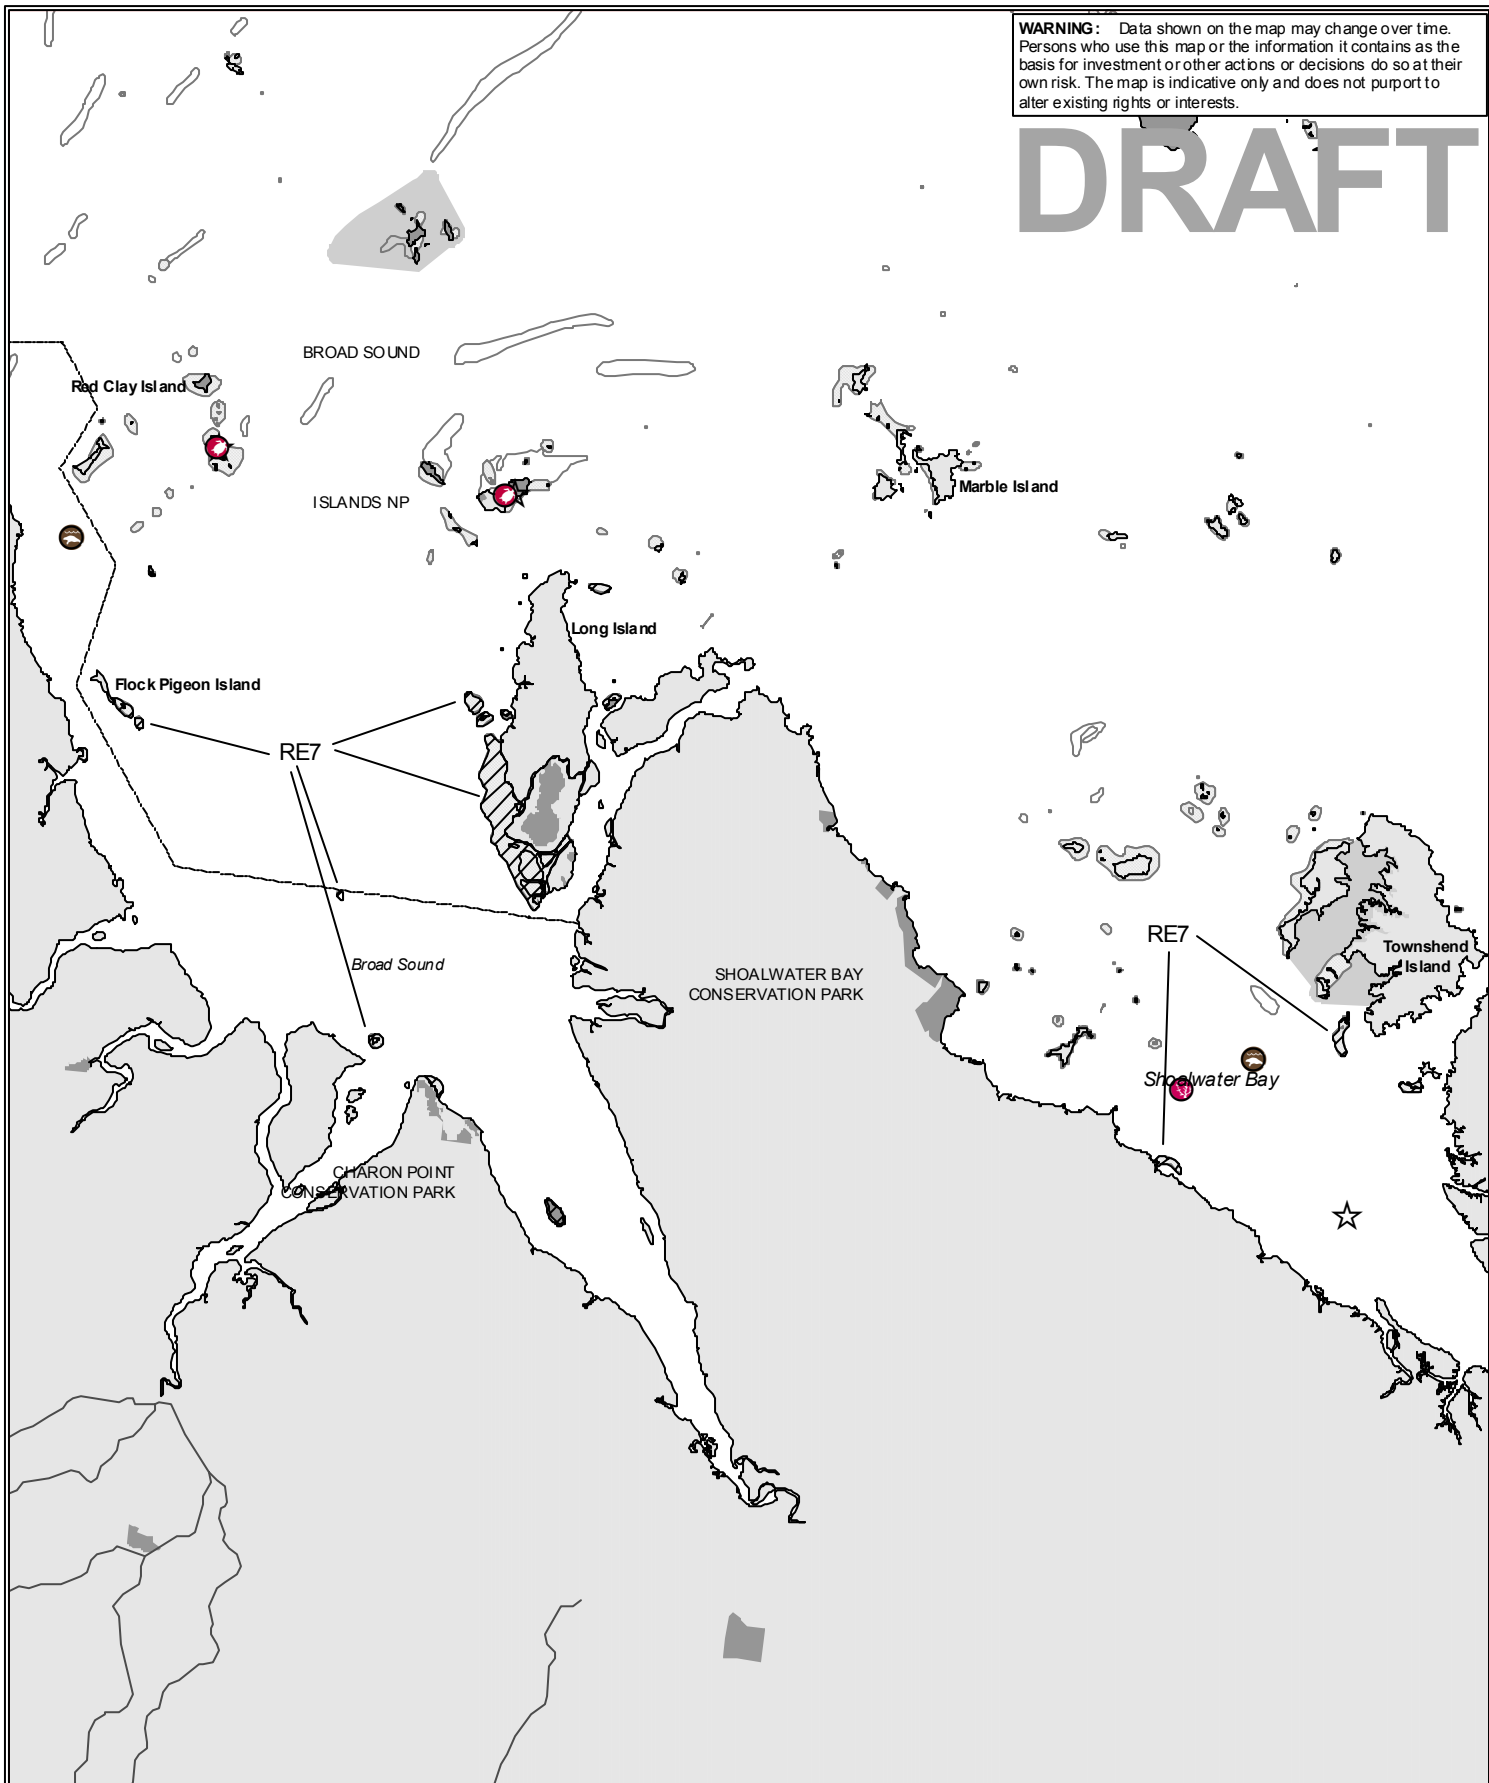 WARNING: Data shown on the map may change over time.
Persons who use this map or the information it contains as the
basis for investment or other actions or decisions do so at their
own risk. The map is indicative only and does not purport to
alter existing rights or interests.
DRAFT
BROAD SOUND
Red Clay Island
ISLANDS NP
Marble Island
Long Island
Flock Pigeon Island
RE7
RE7
Townshend
Island
Broad Sound
SHOALWATER BAY
CONSERVATION PARK
Shoalwater Bay
CHARON POINT
CONSERVATION PARK